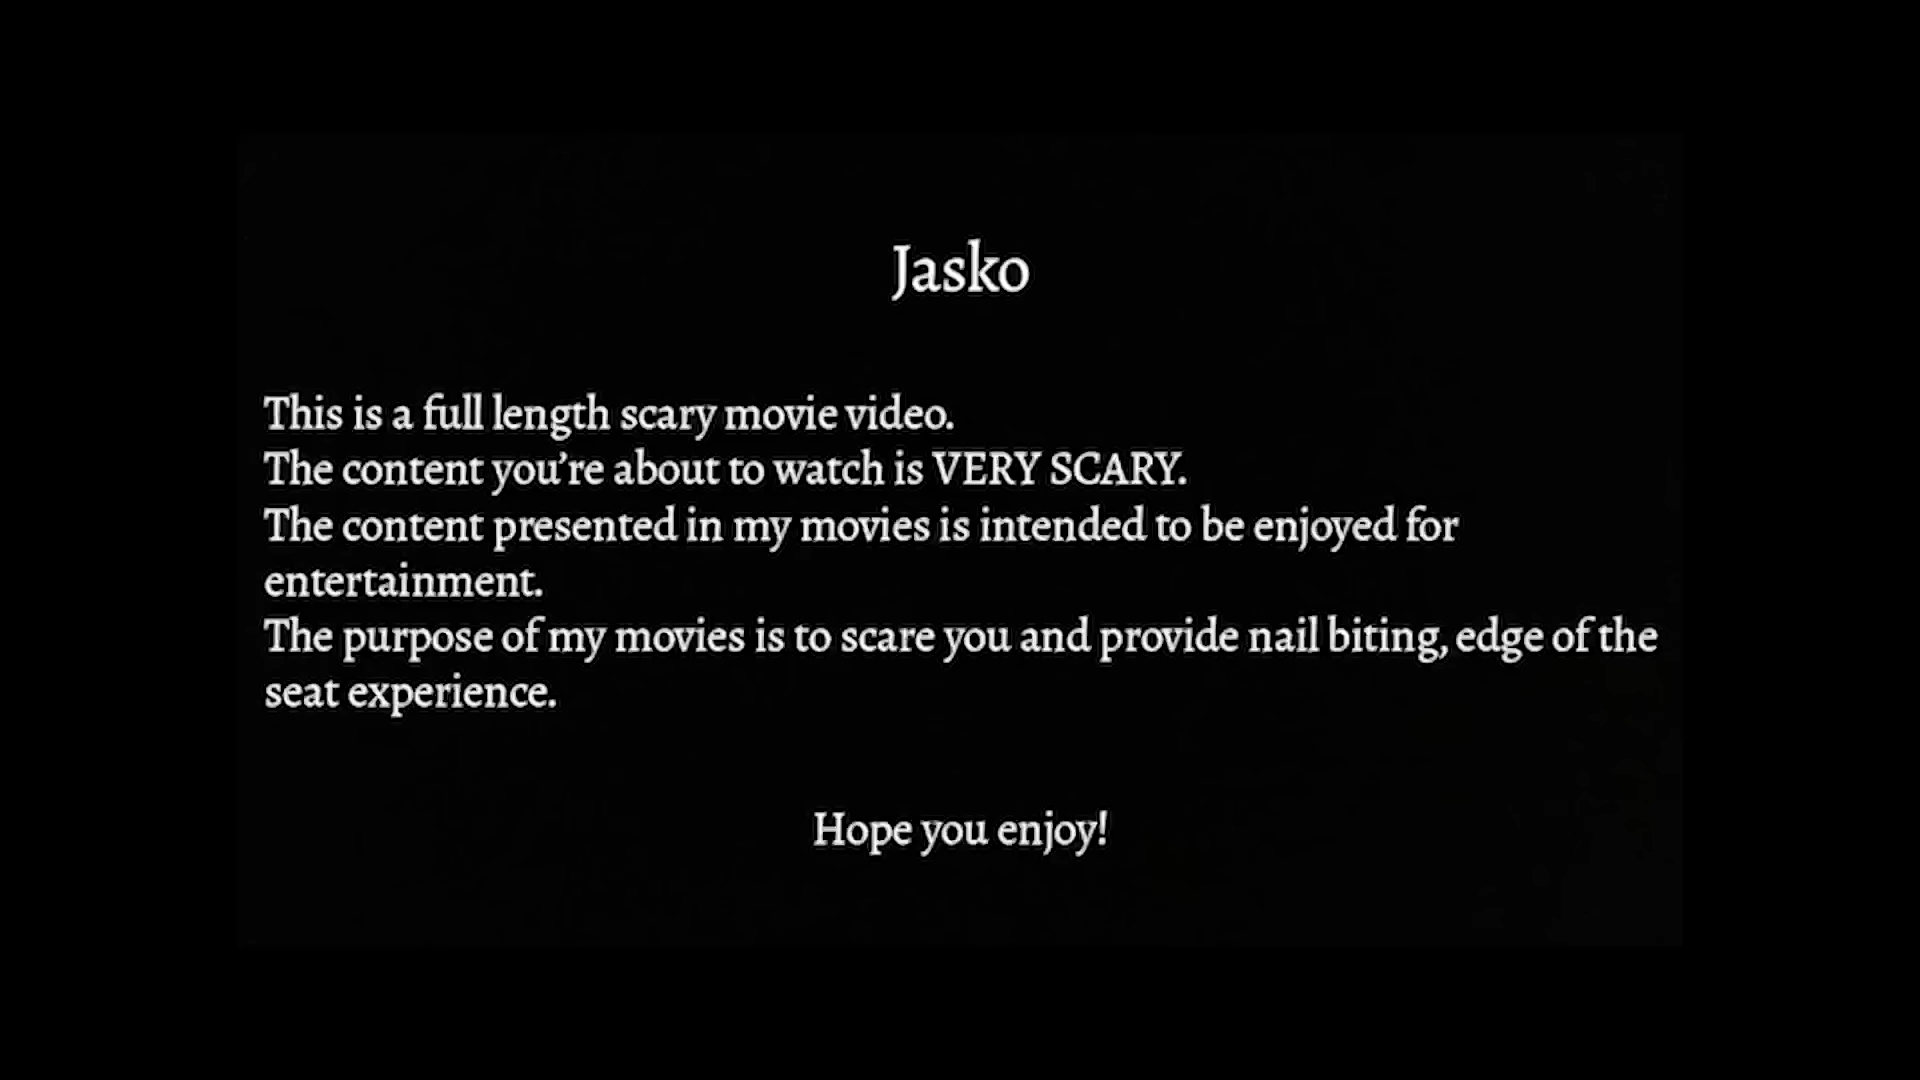 Jasko
This is a full length scary movie video.
The content you’re about to watch is VERY SCARY.
The content presented in my movies is intended to be enjoyed for
entertainment.
The purpose of my movies is to scare you and provide nail biting, edge of the
seat experience.
Hope you enjoy!